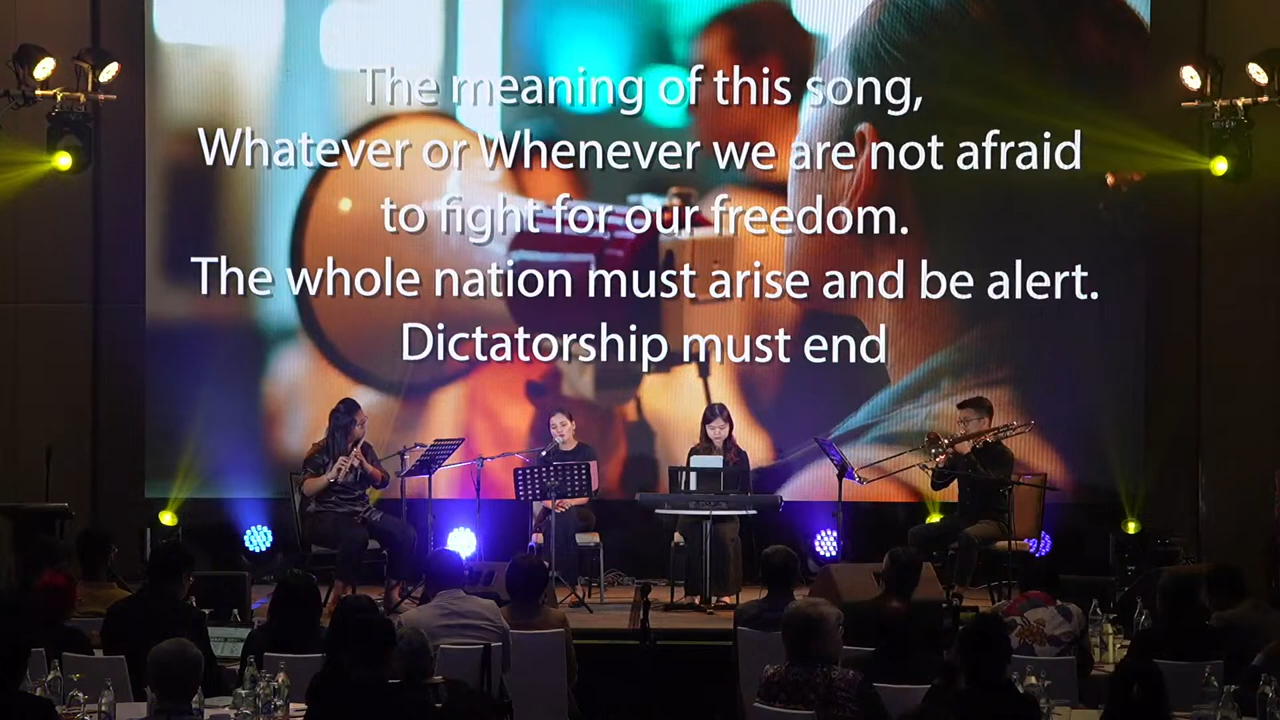 The meaning of this song,
Whatever or Whenever we are not afraid
to fight for our freedom.
The whole nation must arise and be alert.
Dictatorship must end